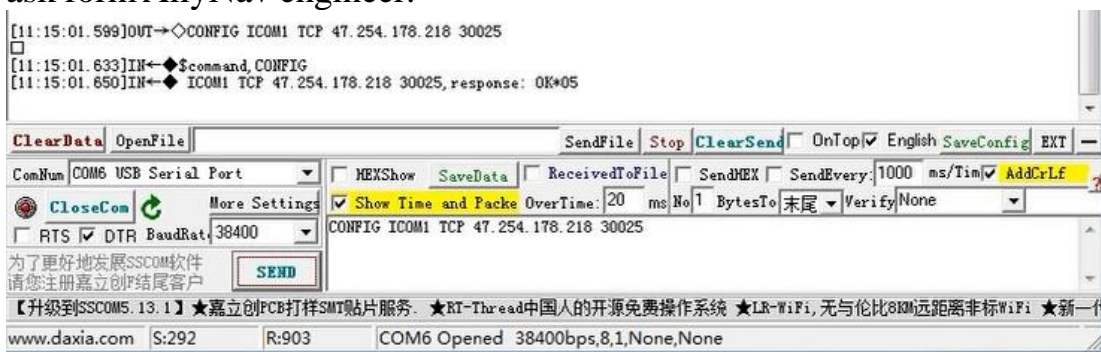 [11:15:01.599]OUT→◇CONFIG ICOM1 TCP 47.254.178.218 30025
□
[11:15:01.633]IN←◆$command,CONFIG
[11:15:01.650]IN←◆ ICOM1 TCP 47.254.178.218 30025,response: OK*05
ClearData OpenFile SendFile Stop ClearSend OnTop English SaveConfig EXT —
ComNum COM6 USB Serial Port HEXShow SaveData ReceivedToFile SendHEX SendEvery: 1000 ms/Tim AddCrLf
CloseCom More Settings Show Time and Packe OverTime: 20 ms No 1 BytesTo 末尾 Verify None ?
RTS DTR BaudRat 38400 CONFIG ICOM1 TCP 47.254.178.218 30025
为了更好地发展SSCOM软件
请您注册嘉立创F结尾客户 SEND
【升级到SSCOM5.13.1】★嘉立创PCB打样SMT贴片服务. ★RT-Thread中国人的开源免费操作系统 ★LR-WiFi,无与伦比8KM远距离非标WiFi ★新一
www.daxia.com S:292 R:903 COM6 Opened 38400bps,8,1,None,None